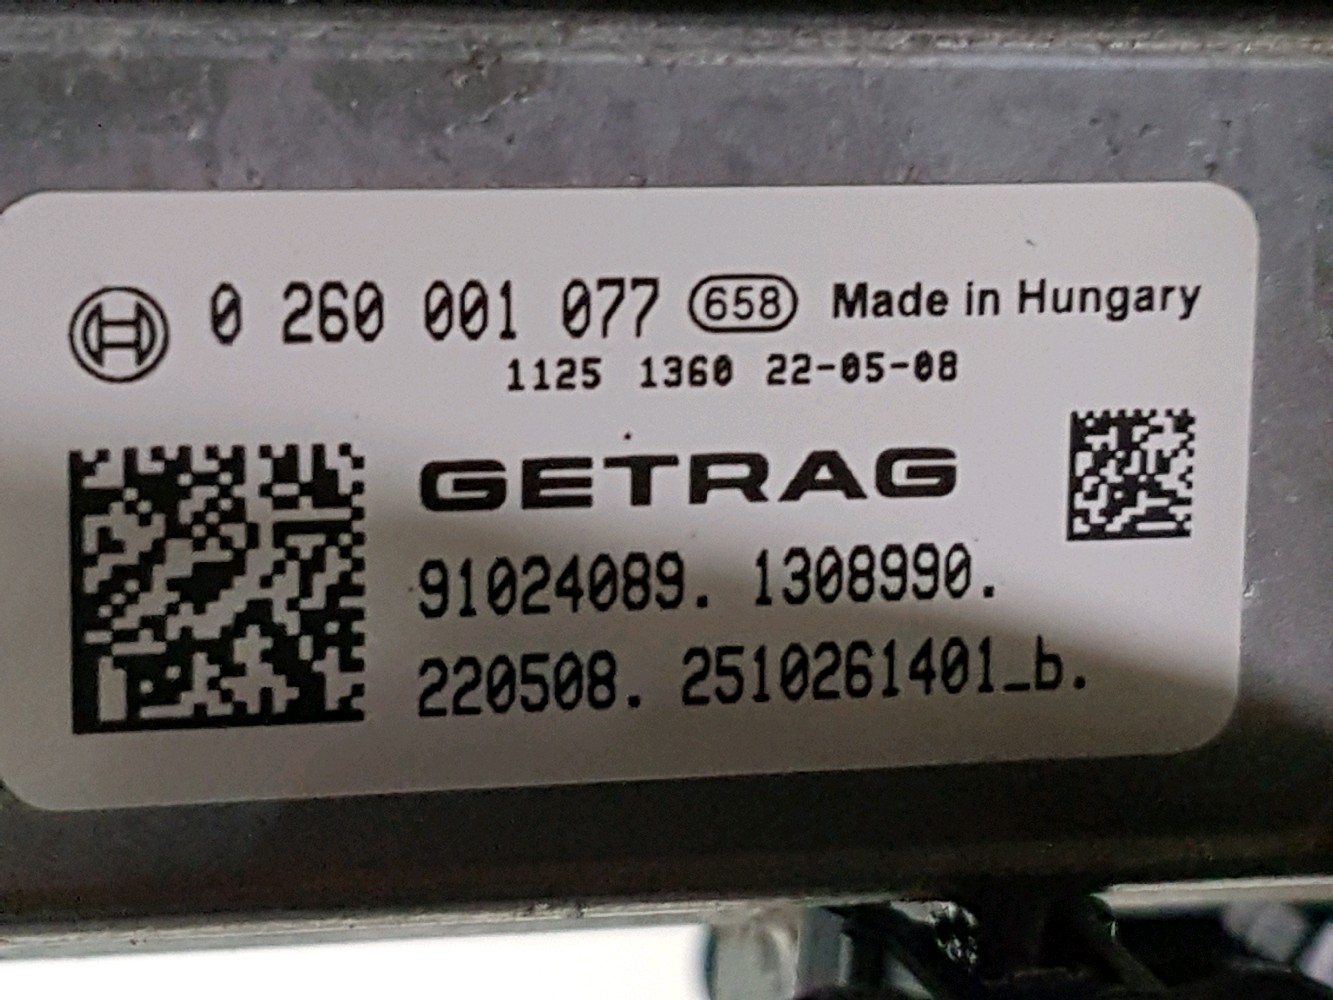 0 260 001 077 658 Made in Hungary
1125 1360 22-05-08
GETRAG
91024089. 1308990.
220508. 2510261401_b.